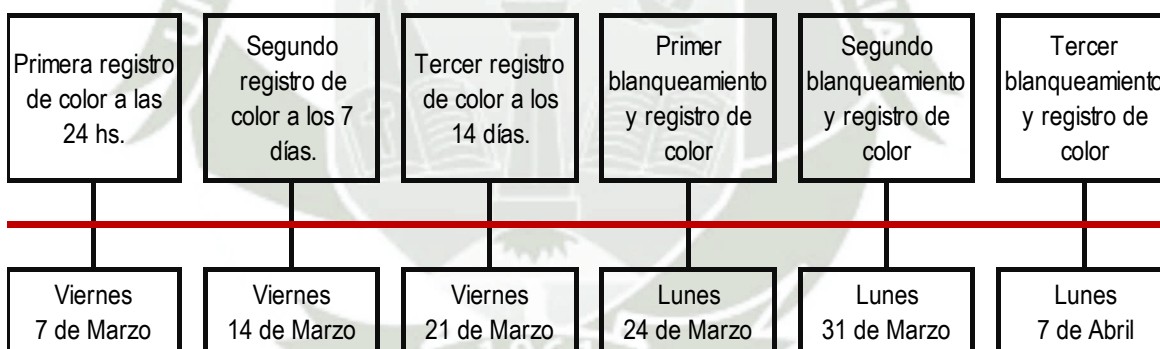 Primera registro
de color a las
24 hs.
Segundo
registro de
color a los 7
días.
Tercer registro
de color a los
14 días.
Primer
blanqueamiento
y registro de
color
Segundo
blanqueamiento
y registro de
color
Tercer
blanqueamiento
y registro de
color
Viernes
7 de Marzo
Viernes
14 de Marzo
Viernes
21 de Marzo
Lunes
24 de Marzo
Lunes
31 de Marzo
Lunes
7 de Abril